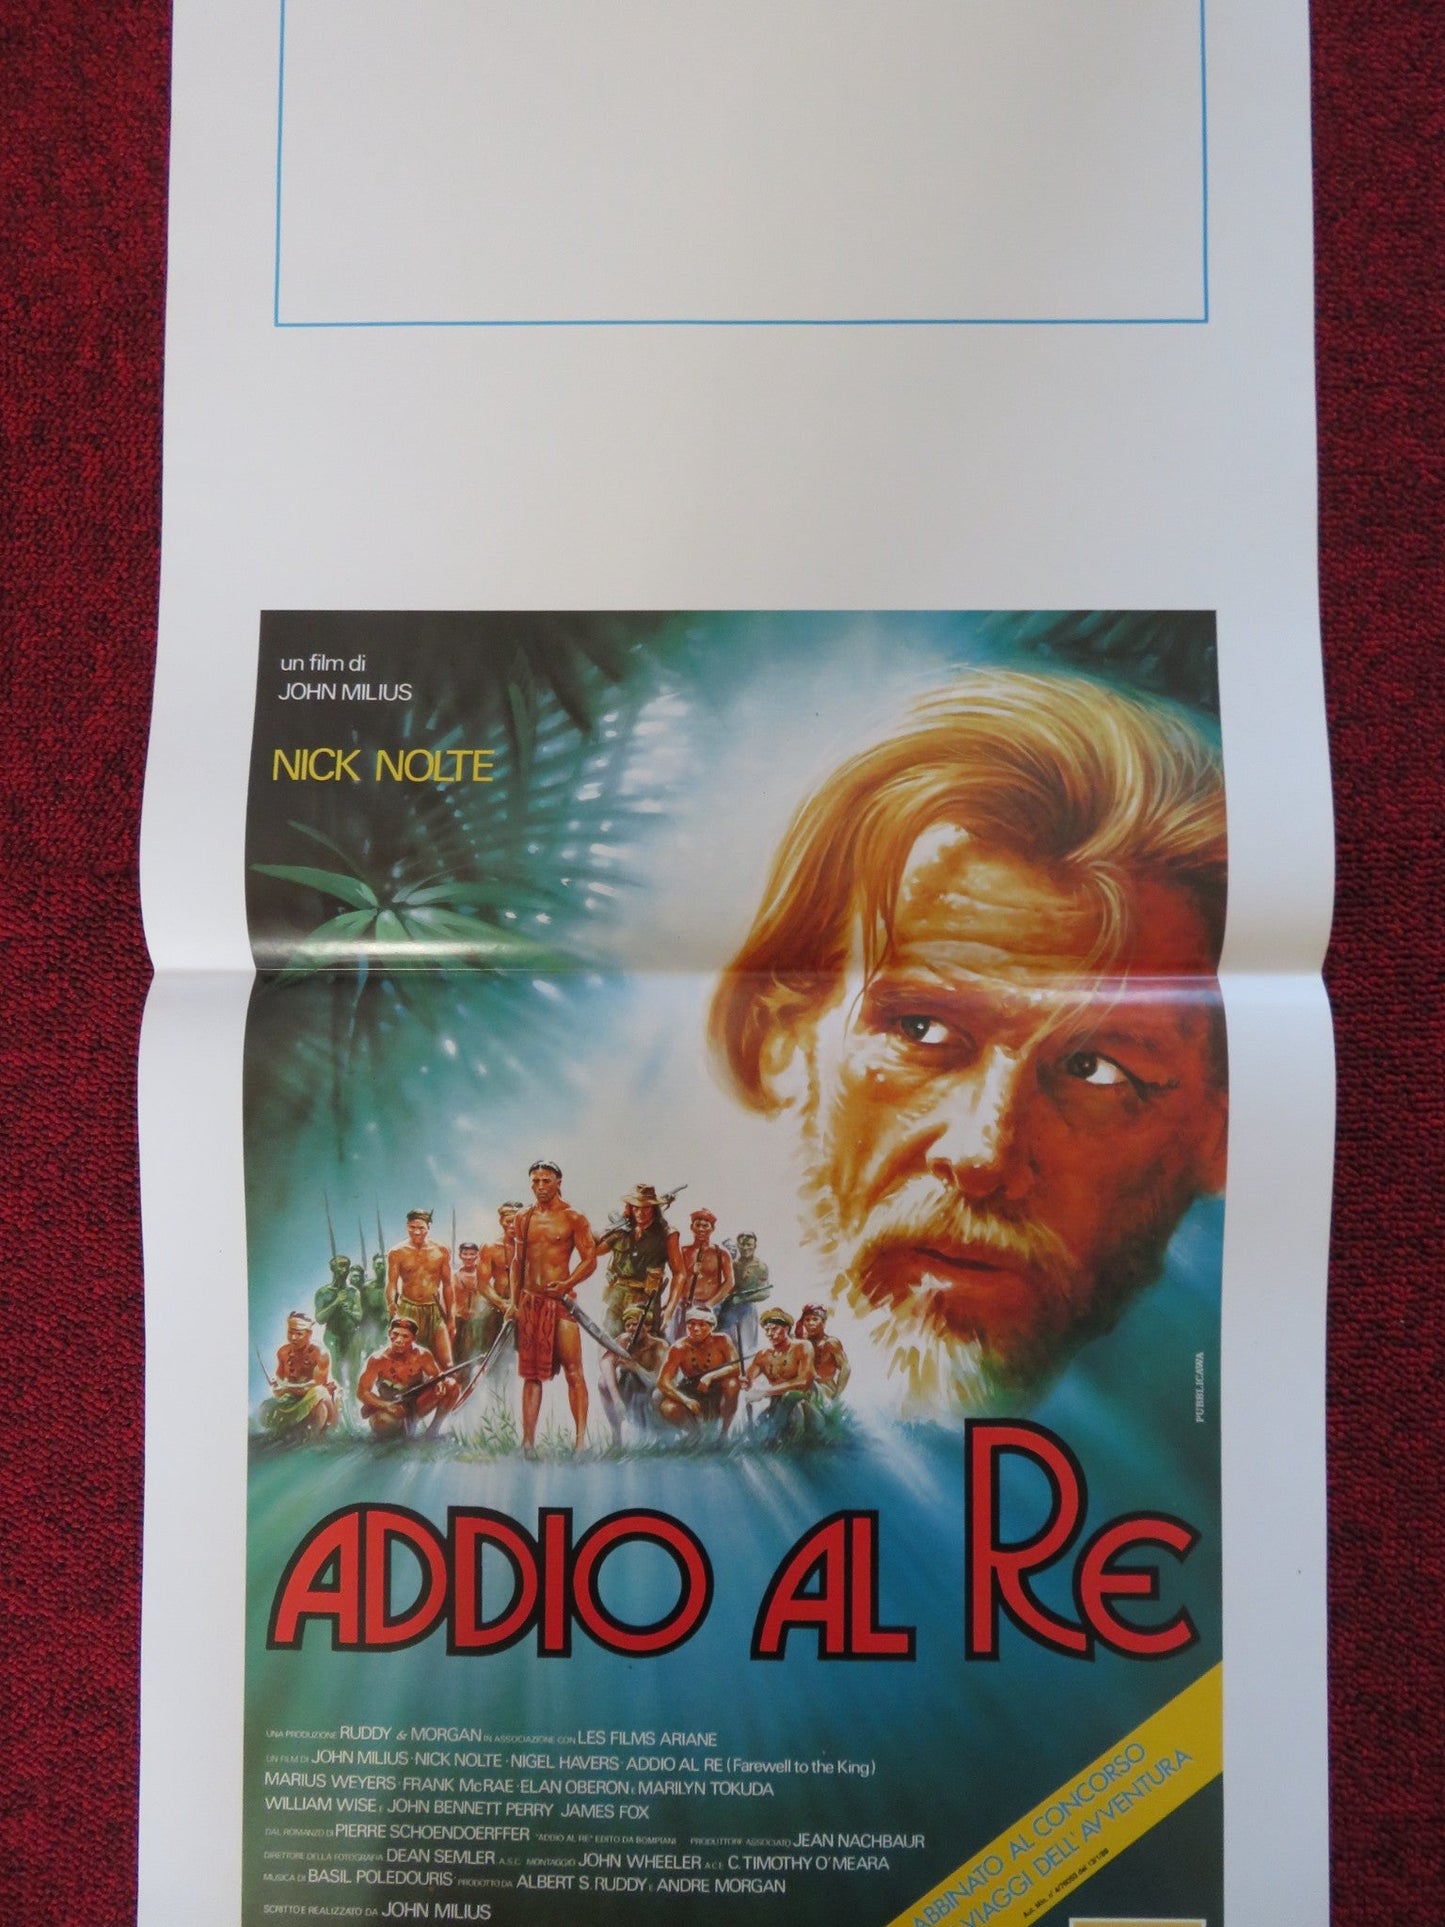 un film di
JOHN MILIUS
NICK NOLTE
PUBBLICAWA
ADDIO AL RE
UNA PRODUZIONE RUDDY & MORGAN IN ASSOCIAZIONE CON LES FILMS ARIANE
UN FILM DI JOHN MILIUS · NICK NOLTE · NIGEL HAVERS · ADDIO AL RE (Farewell to the King)
MARIUS WEYERS · FRANK McRAE · ELAN OBERON E MARILYN TOKUDA
WILLIAM WISE E JOHN BENNETT PERRY JAMES FOX
DAL ROMANZO DI PIERRE SCHOENDOERFFER "ADDIO AL RE" EDITO DA BOMPIANI PRODUTTORE ASSOCIATO JEAN NACHBAUR
DIRETTORE DELLA FOTOGRAFIA DEAN SEMLER A.S.C. MONTAGGIO JOHN WHEELER A.C.E. C. TIMOTHY O'MEARA
MUSICA DI BASIL POLEDOURIS PRODOTTO DA ALBERT S. RUDDY E ANDRE MORGAN
SCRITTO E REALIZZATO DA JOHN MILIUS
ABBINATO AL CONCORSO
VIAGGI DELL'AVVENTURA